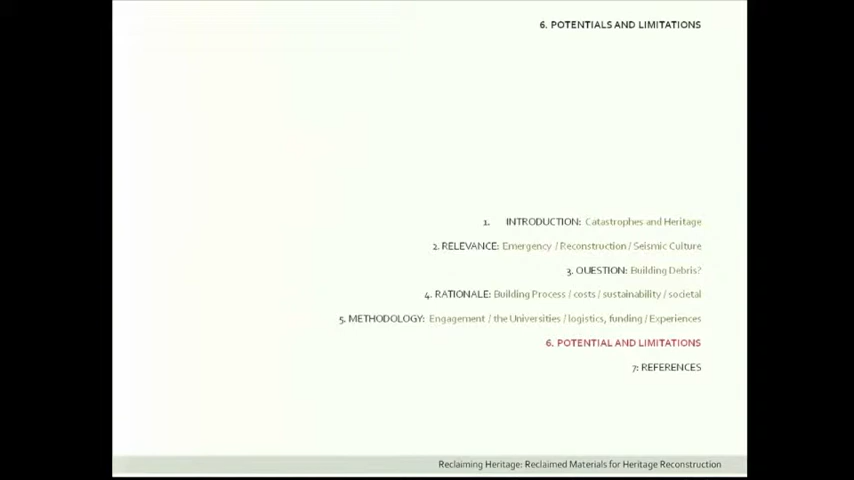 6. POTENTIALS AND LIMITATIONS
1. INTRODUCTION: Catastrophes and Heritage
2. RELEVANCE: Emergency / Reconstruction / Seismic Culture
3. QUESTION: Building Debris?
4. RATIONALE: Building Process / costs / sustainability / societal
5. METHODOLOGY: Engagement / the Universities / logistics, funding / Experiences
6. POTENTIAL AND LIMITATIONS
7: REFERENCES
Reclaiming Heritage: Reclaimed Materials for Heritage Reconstruction